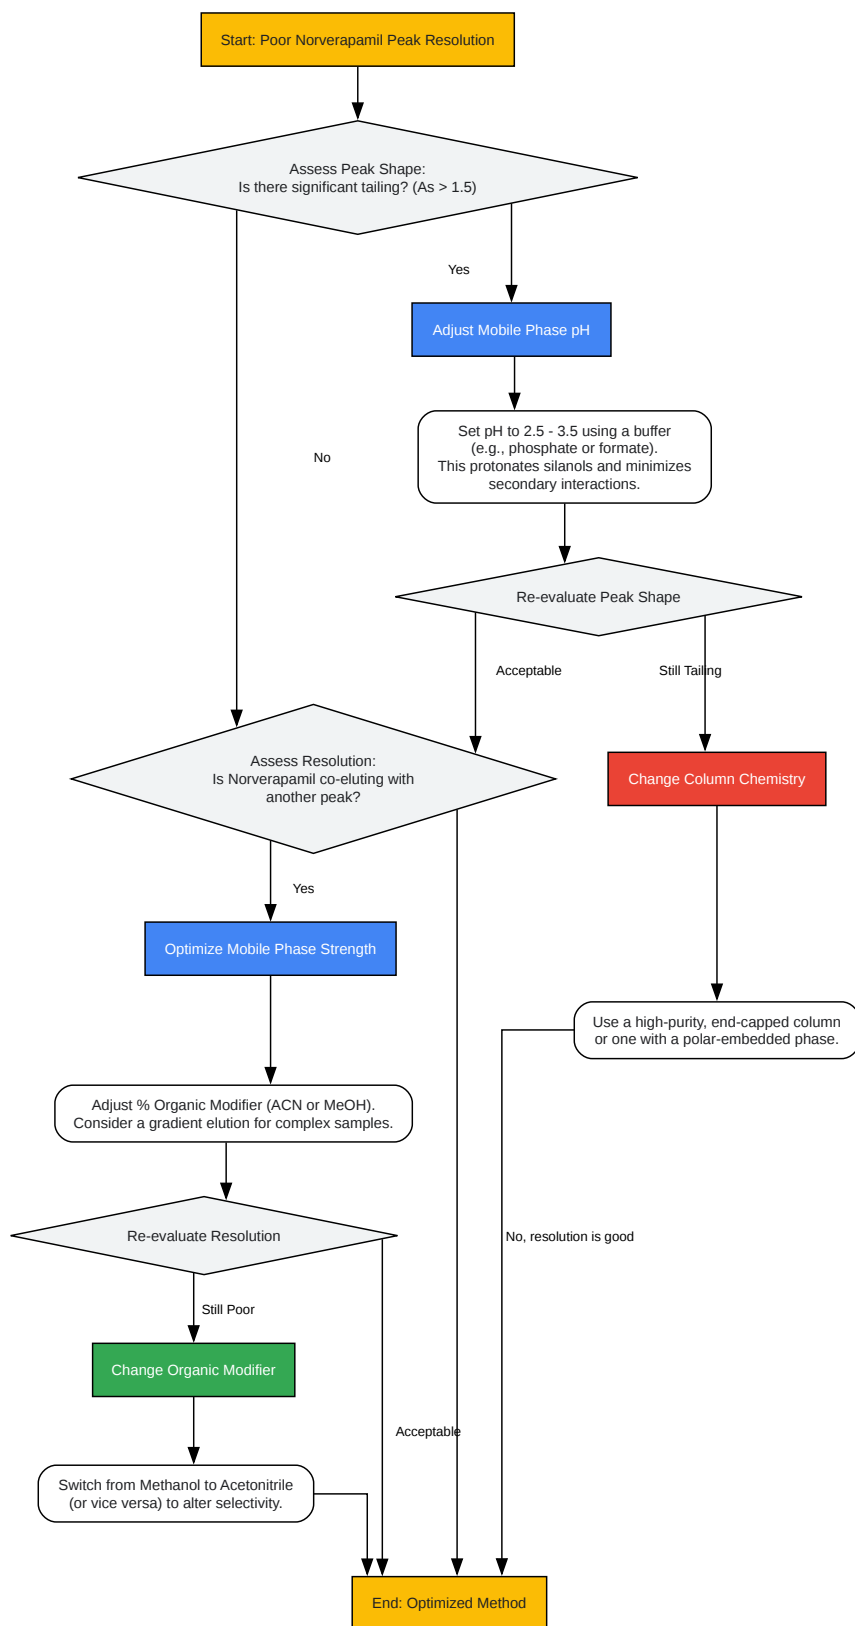 Start: Poor Norverapamil Peak Resolution
Assess Peak Shape:
Is there significant tailing? (As > 1.5)
Yes
Adjust Mobile Phase pH
No
Set pH to 2.5 - 3.5 using a buffer
(e.g., phosphate or formate).
This protonates silanols and minimizes
secondary interactions.
Re-evaluate Peak Shape
Acceptable
Still Tailing
Assess Resolution:
Is Norverapamil co-eluting with
another peak?
Change Column Chemistry
Yes
Optimize Mobile Phase Strength
Use a high-purity, end-capped column
or one with a polar-embedded phase.
Adjust % Organic Modifier (ACN or MeOH).
Consider a gradient elution for complex samples.
Re-evaluate Resolution
No, resolution is good
Still Poor
Change Organic Modifier
Acceptable
Switch from Methanol to Acetonitrile
(or vice versa) to alter selectivity.
End: Optimized Method